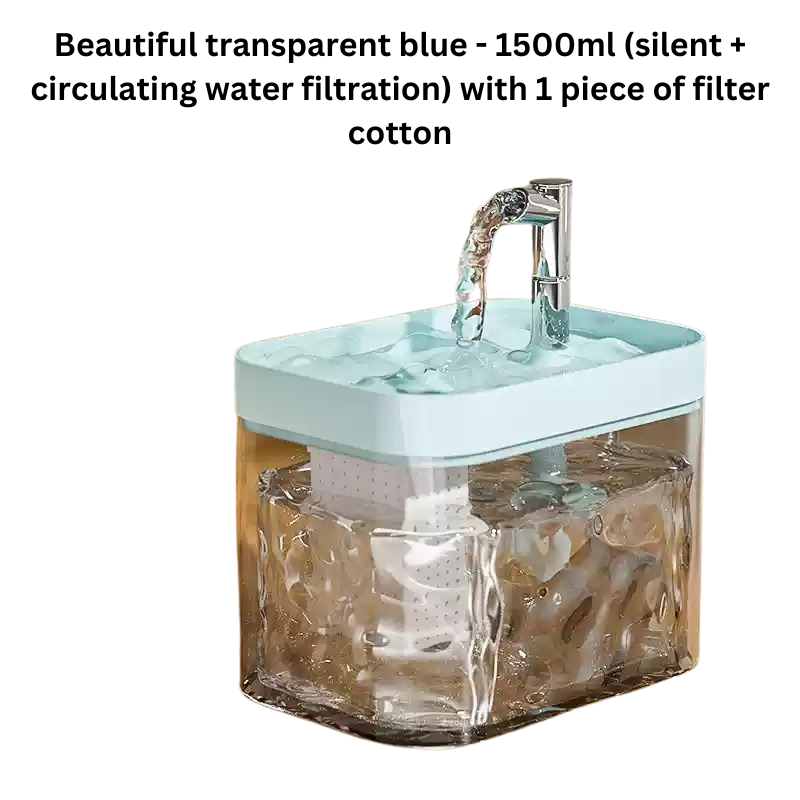 Beautiful transparent blue - 1500ml (silent +
circulating water filtration) with 1 piece of filter
cotton